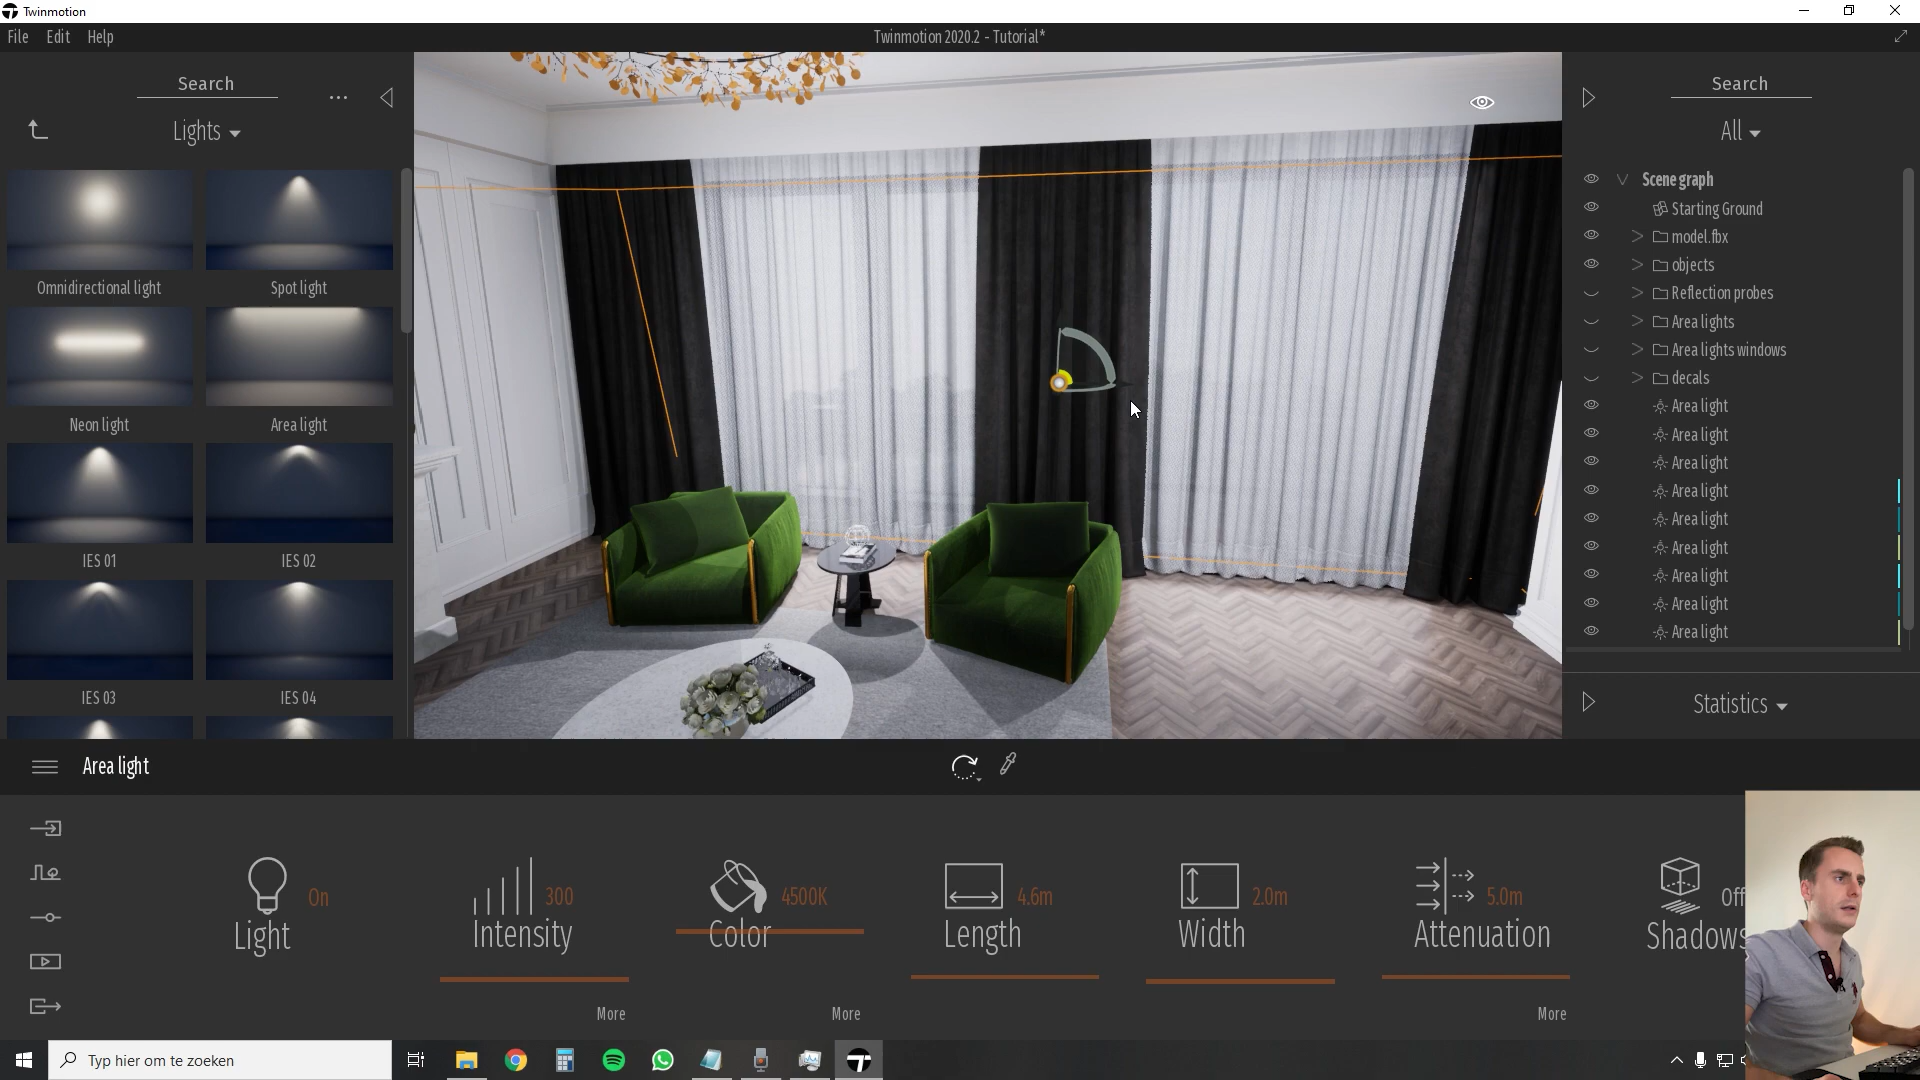 Twinmotion
File Edit Help
Twinmotion 2020.2 - Tutorial*
Search
...
Lights
Omnidirectional light
Spot light
Neon light
Area light
IES 01
IES 02
IES 03
IES 04
Search
All
Scene graph
Starting Ground
model.fbx
objects
Reflection probes
Area lights
Area lights windows
decals
Area light
Area light
Area light
Area light
Area light
Area light
Area light
Area light
Area light
Statistics
Area light
Light On
Intensity 300
More
Color 4500K
More
Length 4.6m
Width 2.0m
Attenuation 5.0m
More
Shadows Off
Typ hier om te zoeken